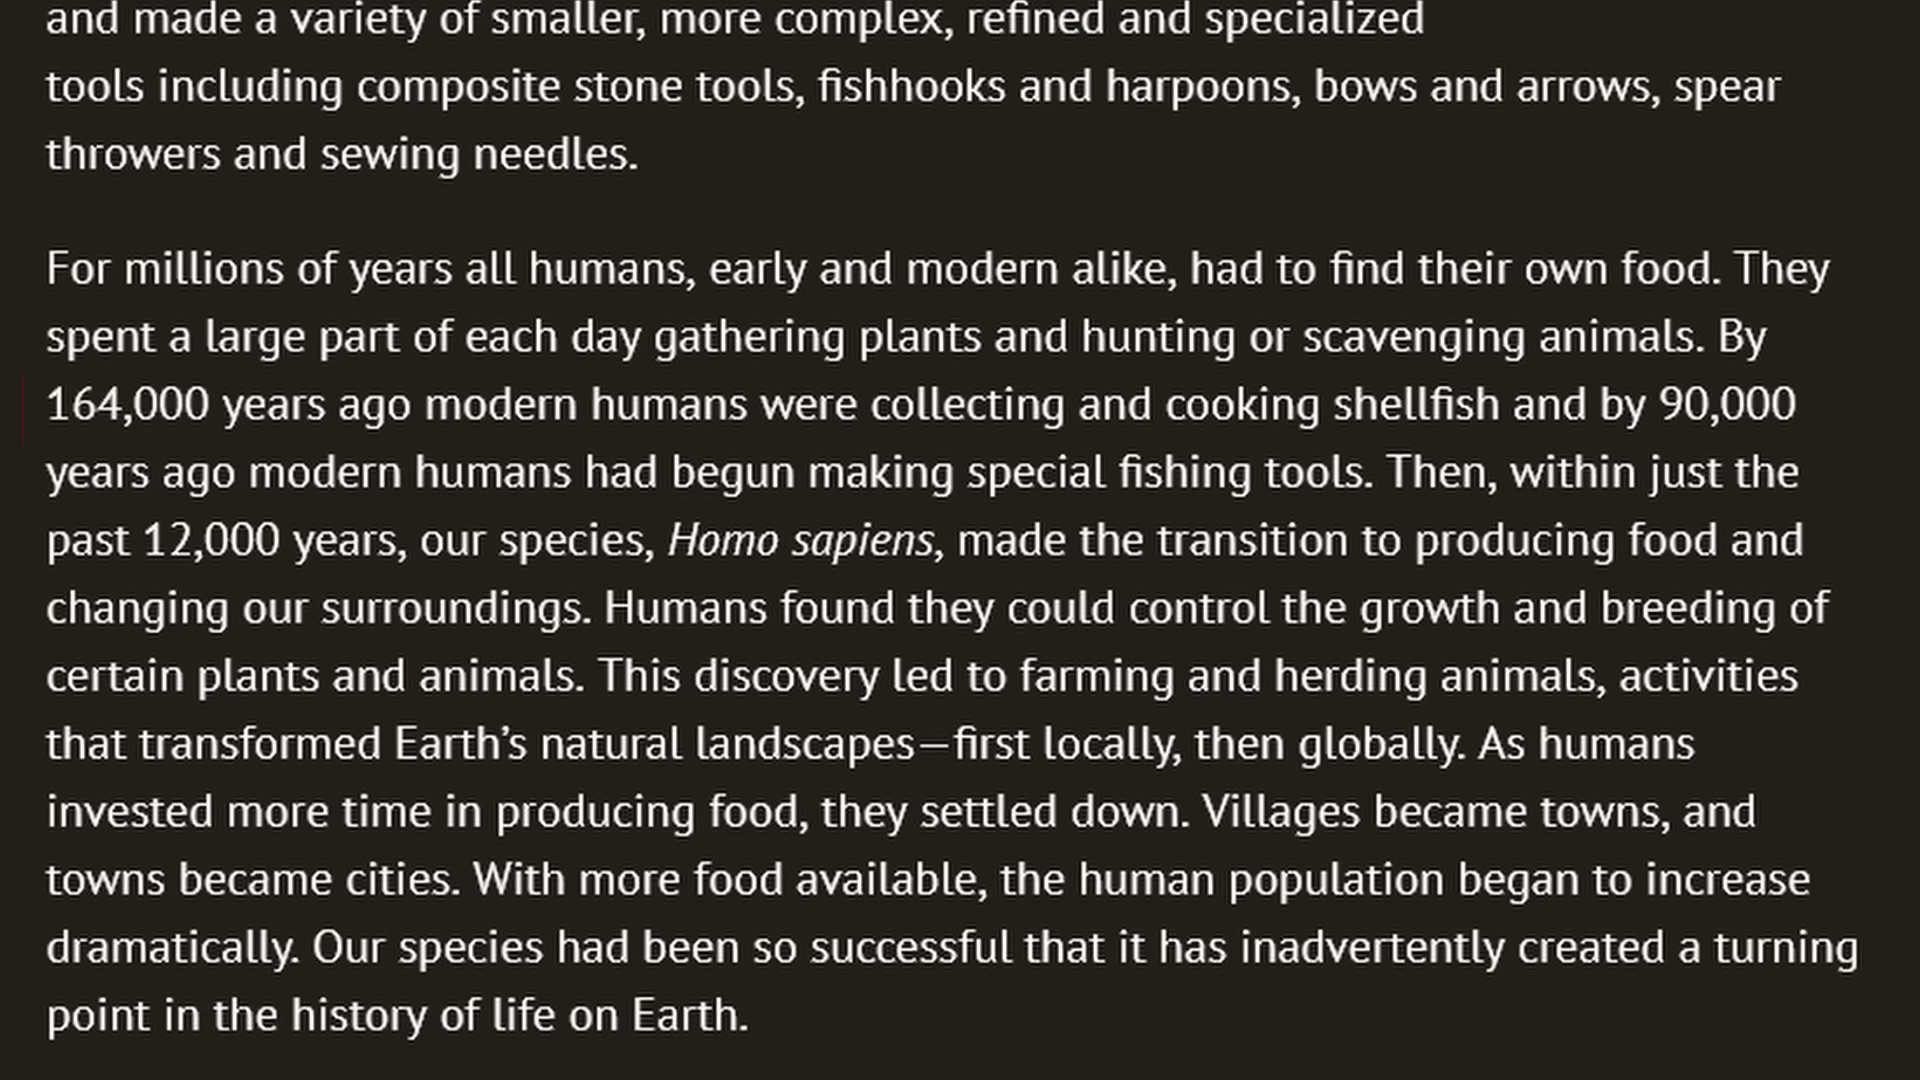 and made a variety of smaller, more complex, refined and specialized
tools including composite stone tools, fishhooks and harpoons, bows and arrows, spear
throwers and sewing needles.
For millions of years all humans, early and modern alike, had to find their own food. They
spent a large part of each day gathering plants and hunting or scavenging animals. By
164,000 years ago modern humans were collecting and cooking shellfish and by 90,000
years ago modern humans had begun making special fishing tools. Then, within just the
past 12,000 years, our species, Homo sapiens, made the transition to producing food and
changing our surroundings. Humans found they could control the growth and breeding of
certain plants and animals. This discovery led to farming and herding animals, activities
that transformed Earth’s natural landscapes—first locally, then globally. As humans
invested more time in producing food, they settled down. Villages became towns, and
towns became cities. With more food available, the human population began to increase
dramatically. Our species had been so successful that it has inadvertently created a turning
point in the history of life on Earth.